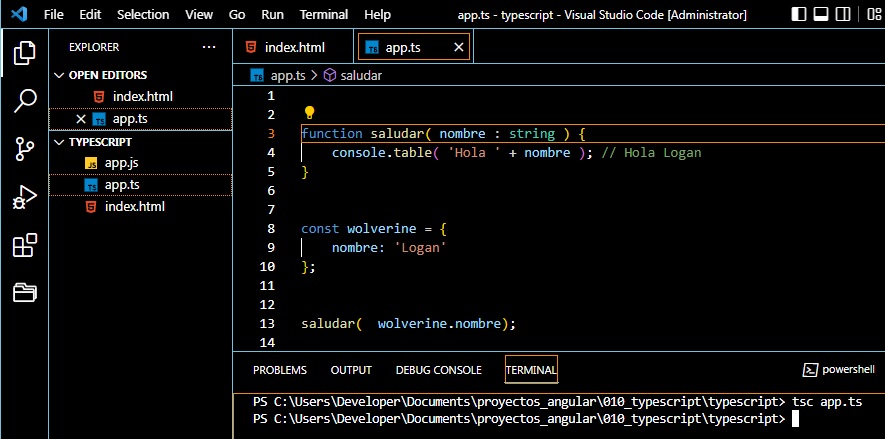 File Edit Selection View Go Run Terminal Help app.ts - typescript - Visual Studio Code [Administrator]
EXPLORER ...
OPEN EDITORS
index.html
app.ts
TYPESCRIPT
JS app.js
TS app.ts
index.html
index.html TS app.ts
TS app.ts > saludar
1
2
3 function saludar( nombre : string ) {
4 console.table( 'Hola ' + nombre ); // Hola Logan
5 }
6
7
8 const wolverine = {
9 nombre: 'Logan'
10 };
11
12
13 saludar(  wolverine.nombre);
14
PROBLEMS OUTPUT DEBUG CONSOLE TERMINAL powershell
PS C:\Users\Developer\Documents\proyectos_angular\010_typescript\typescript> tsc app.ts
PS C:\Users\Developer\Documents\proyectos_angular\010_typescript\typescript>